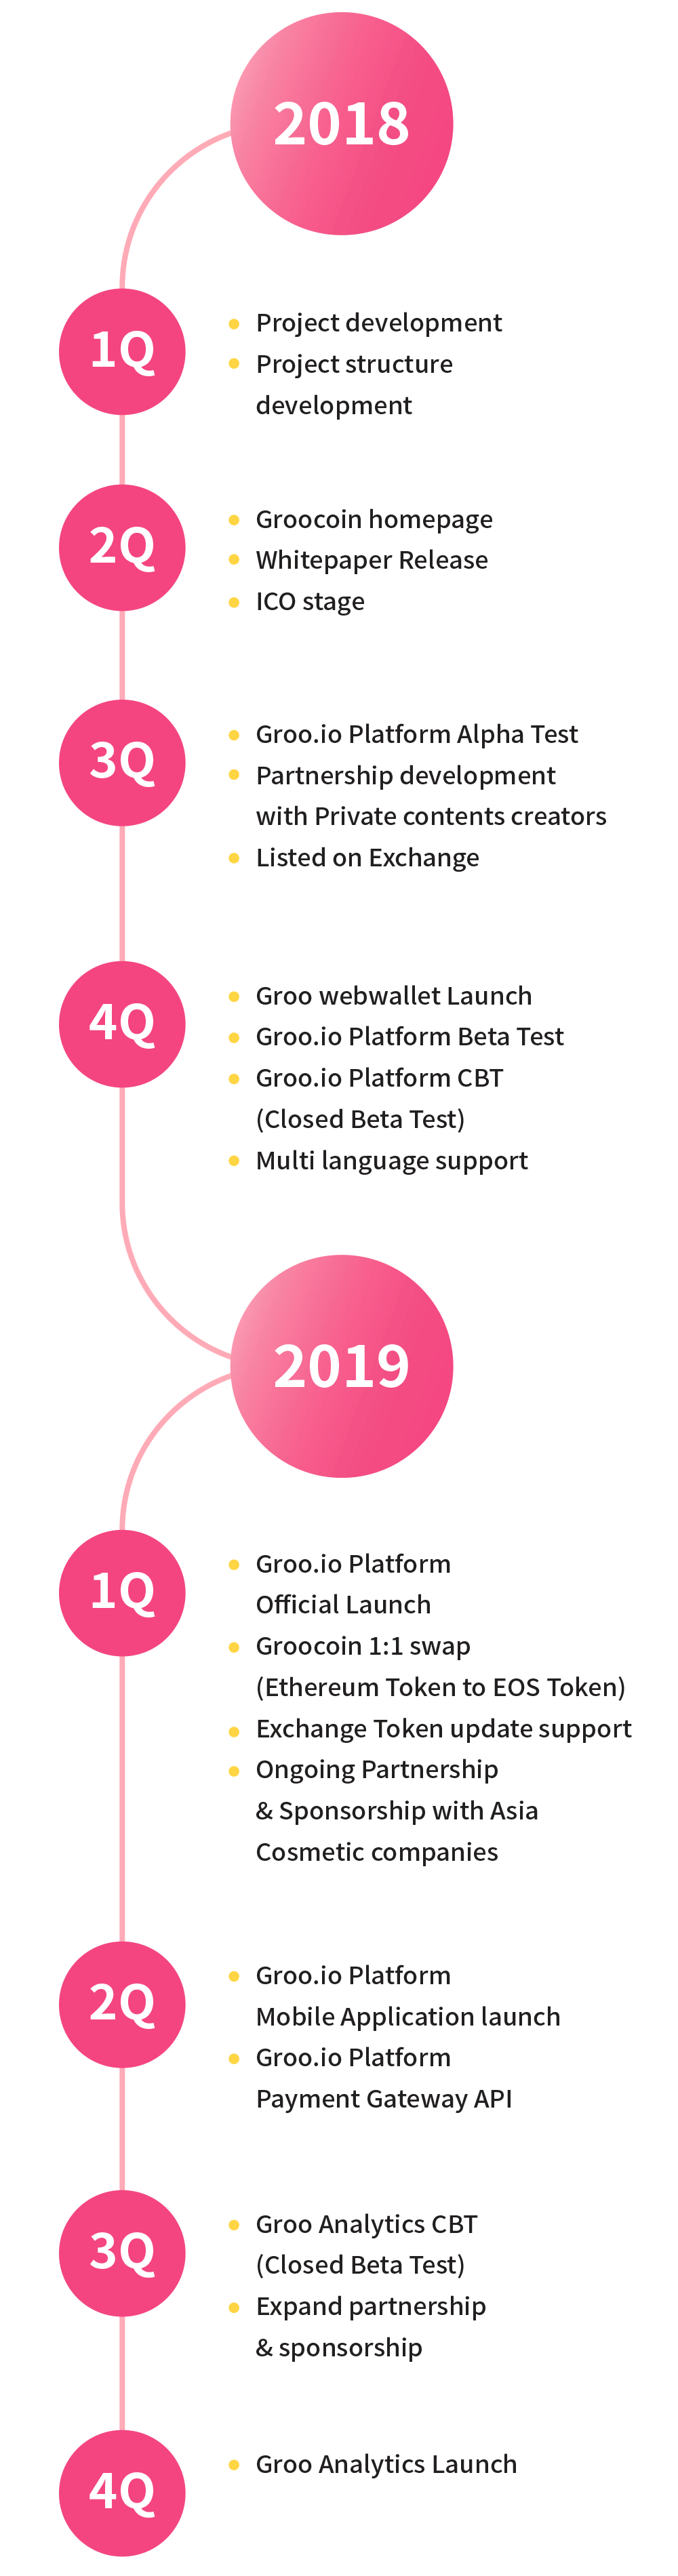 2018
1Q
Project development
Project structure
development
2Q
Groocoin homepage
Whitepaper Release
ICO stage
3Q
Groo.io Platform Alpha Test
Partnership development
with Private contents creators
Listed on Exchange
4Q
Groo webwallet Launch
Groo.io Platform Beta Test
Groo.io Platform CBT
(Closed Beta Test)
Multi language support
2019
1Q
Groo.io Platform
Official Launch
Groocoin 1:1 swap
(Ethereum Token to EOS Token)
Exchange Token update support
Ongoing Partnership
& Sponsorship with Asia
Cosmetic companies
2Q
Groo.io Platform
Mobile Application launch
Groo.io Platform
Payment Gateway API
3Q
Groo Analytics CBT
(Closed Beta Test)
Expand partnership
& sponsorship
4Q
Groo Analytics Launch